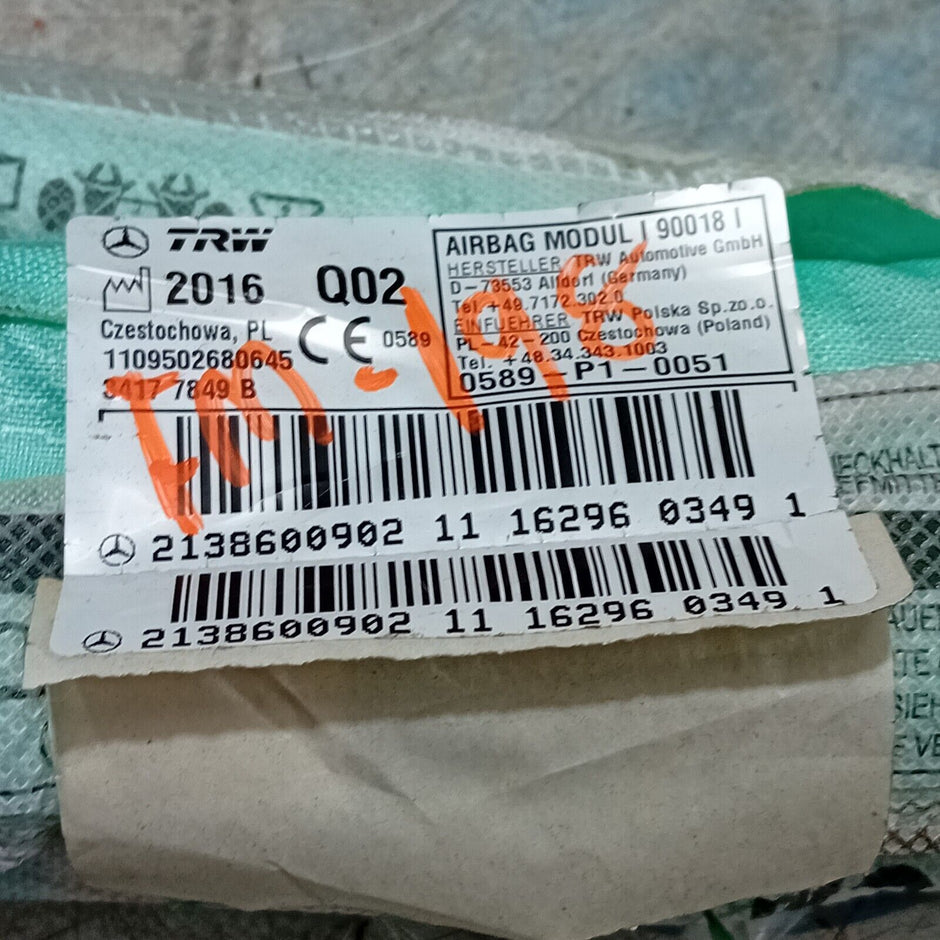 TRW
2016 Q02
Czestochowa, PL
CE 0589
1109502680645
34177849 B
AIRBAG MODUL I 90018 I
HERSTELLER TRW Automotive GmbH
D-73553 Alfdorf (Germany)
Tel. +49.7172.302.0
EINFUEHRER TRW Polska Sp.zo.o.
PL-42-200 Czestochowa (Poland)
Tel. +48.34.343.1003
0589-P1-0051
2138600902 11 16296 0349 1
2138600902 11 16296 0349 1